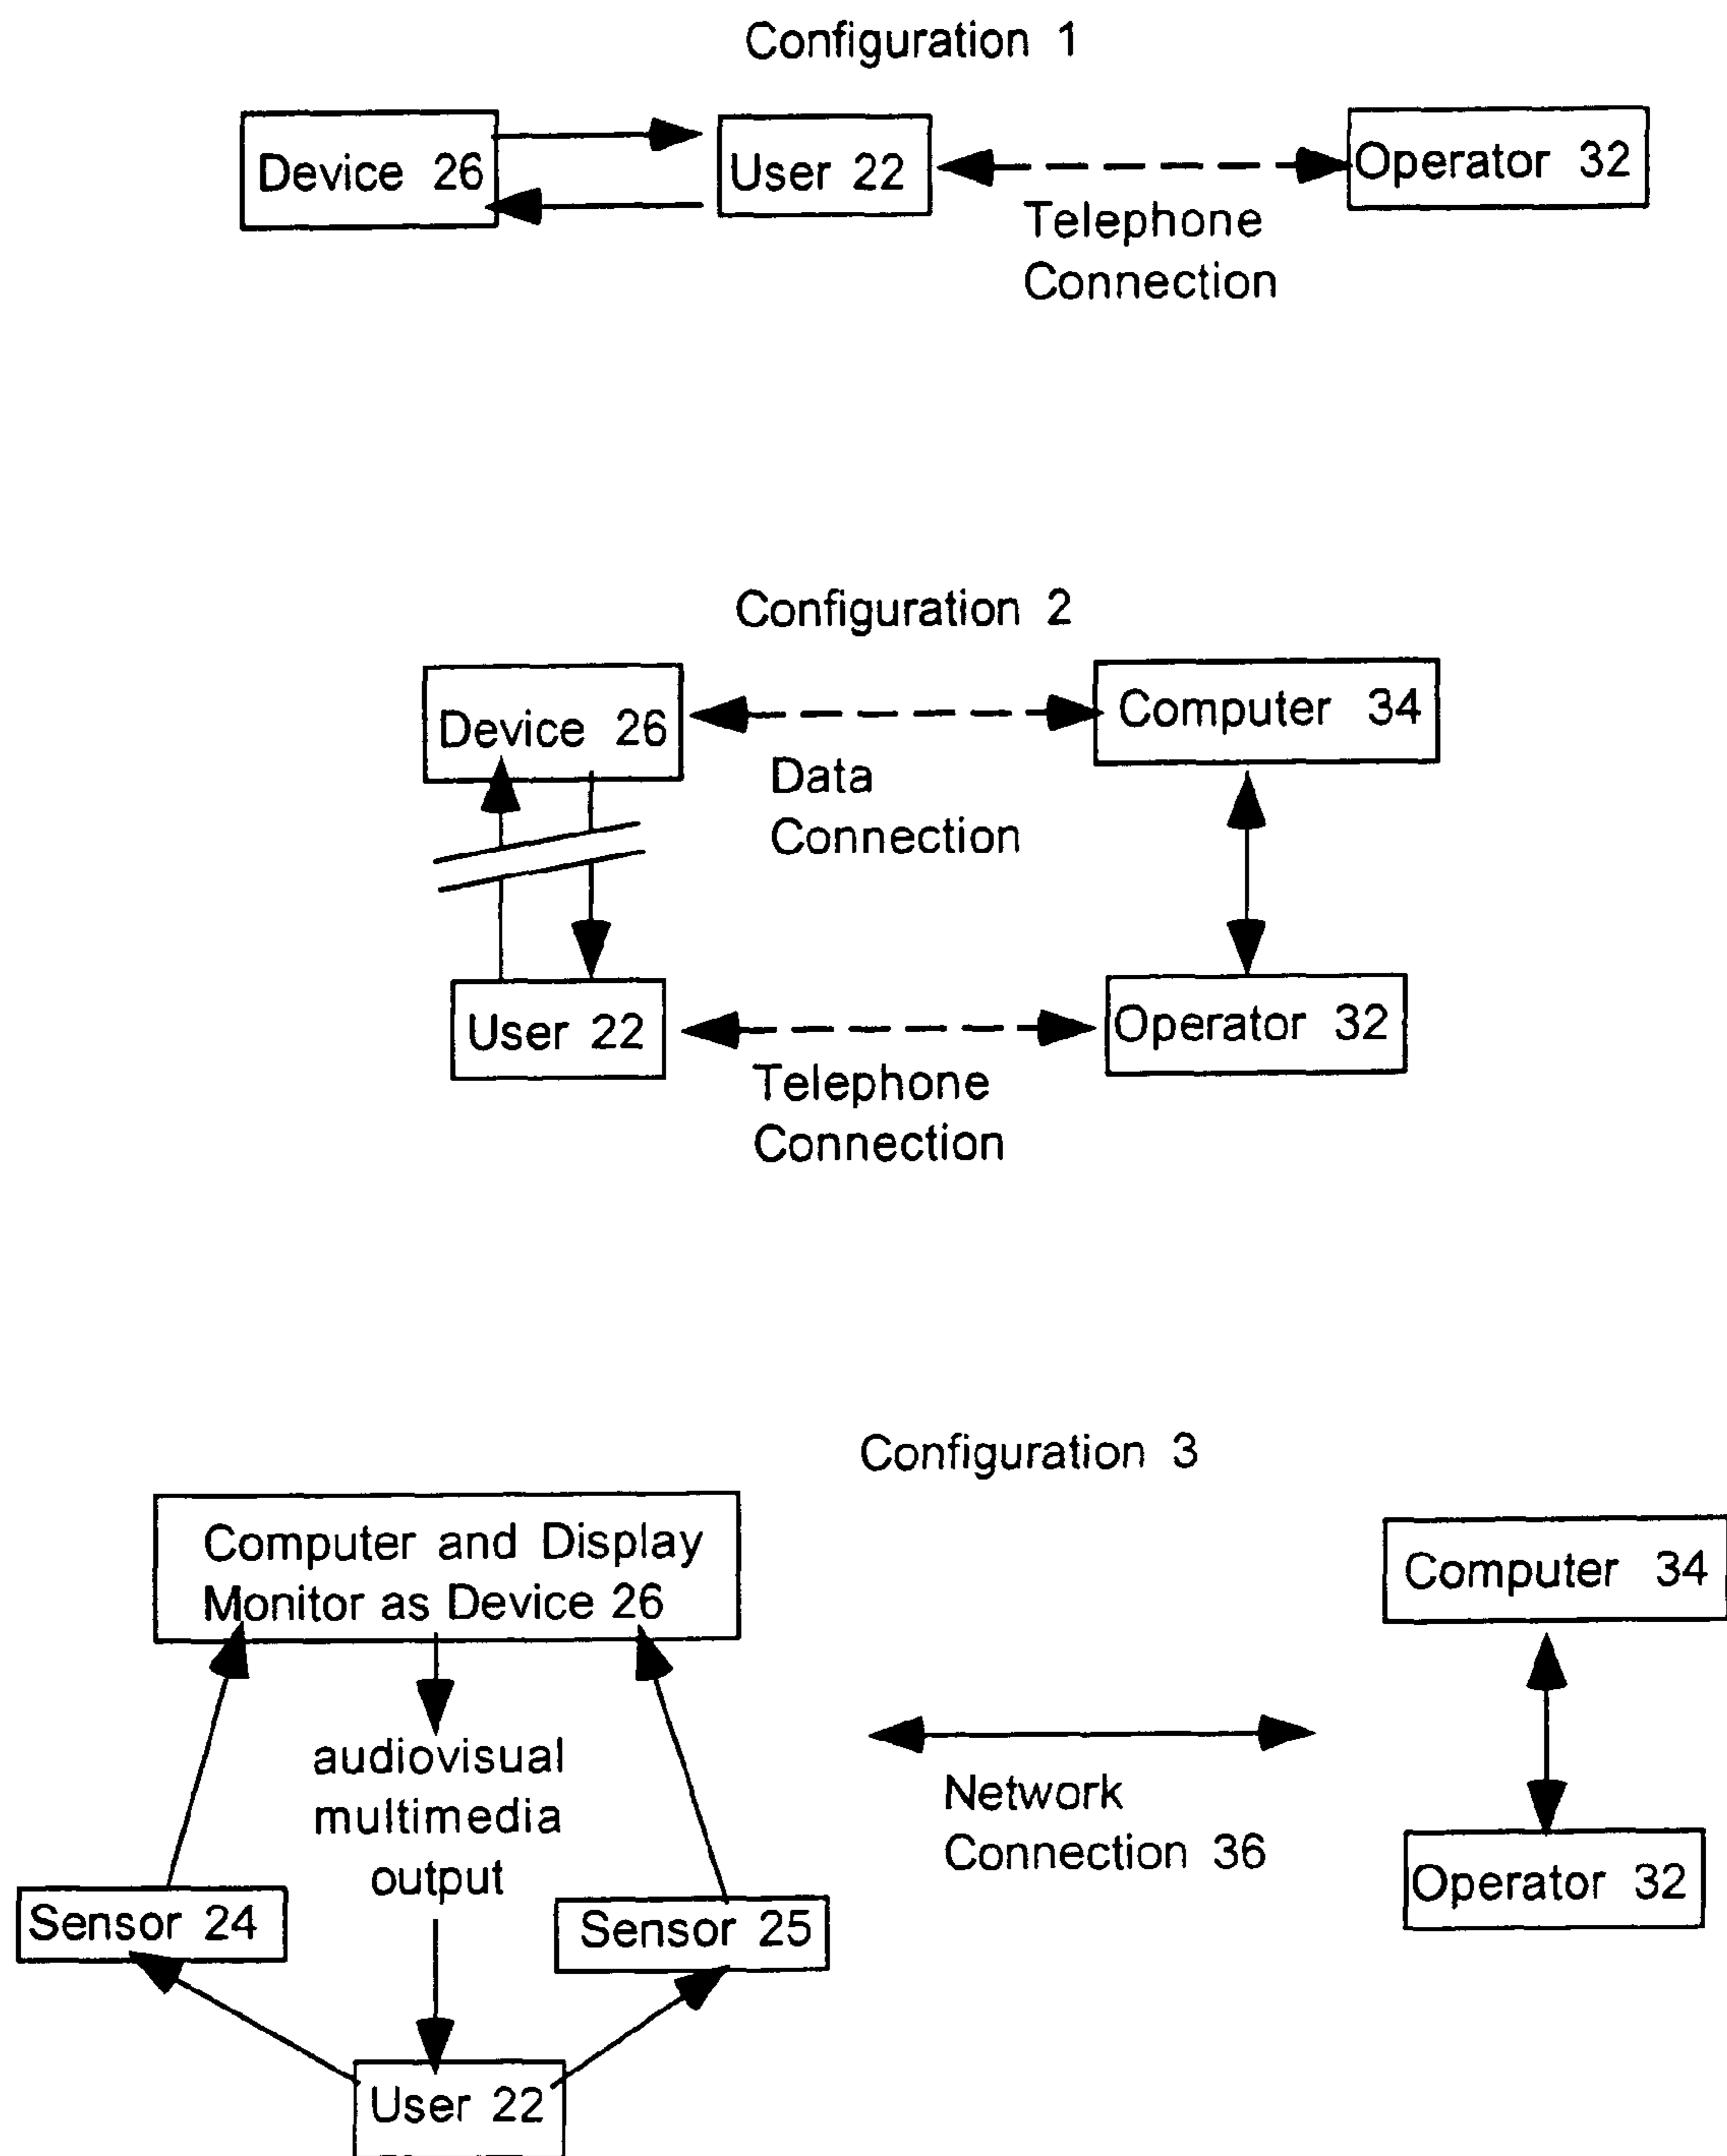 Configuration 1
Device 26
User 22
Operator 32
Telephone
Connection
Configuration 2
Device 26
Computer 34
Data
Connection
User 22
Operator 32
Telephone
Connection
Configuration 3
Computer and Display
Monitor as Device 26
Computer 34
audiovisual
multimedia
output
Network
Connection 36
Sensor 24
Sensor 25
Operator 32
User 22